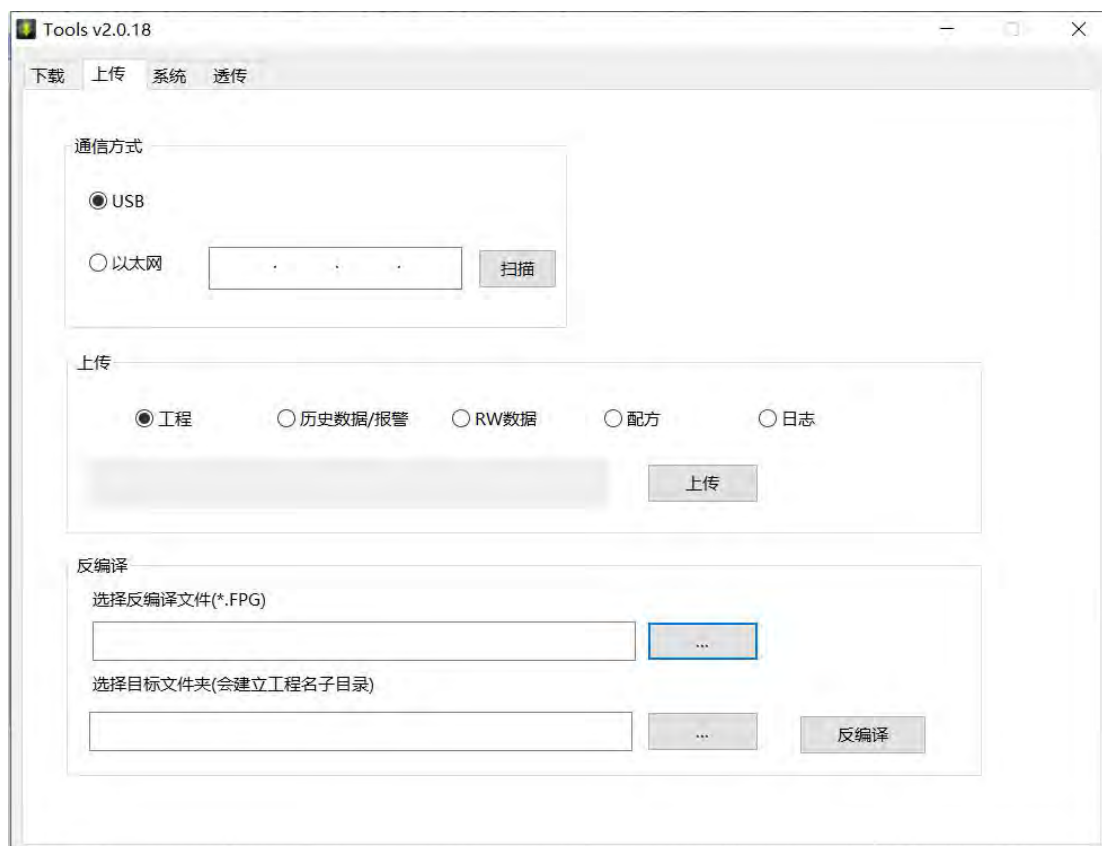 Tools v2.0.18
下载 上传 系统 透传
通信方式
USB
以太网 . . . 扫描
上传
工程 历史数据/报警 RW数据 配方 日志
上传
反编译
选择反编译文件(*.FPG)
...
选择目标文件夹(会建立工程名子目录)
... 反编译